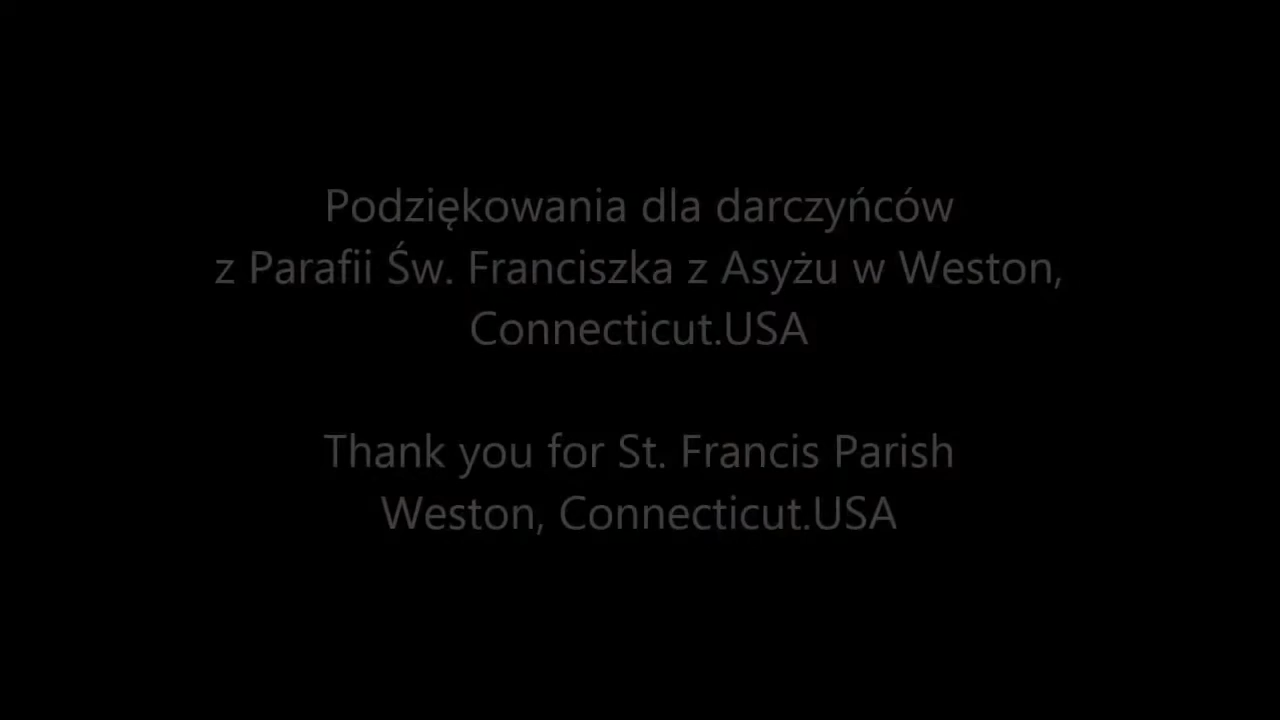 Podziękowania dla darczyńców
z Parafii Św. Franciszka z Asyżu w Weston,
Connecticut.USA
Thank you for St. Francis Parish
Weston, Connecticut.USA